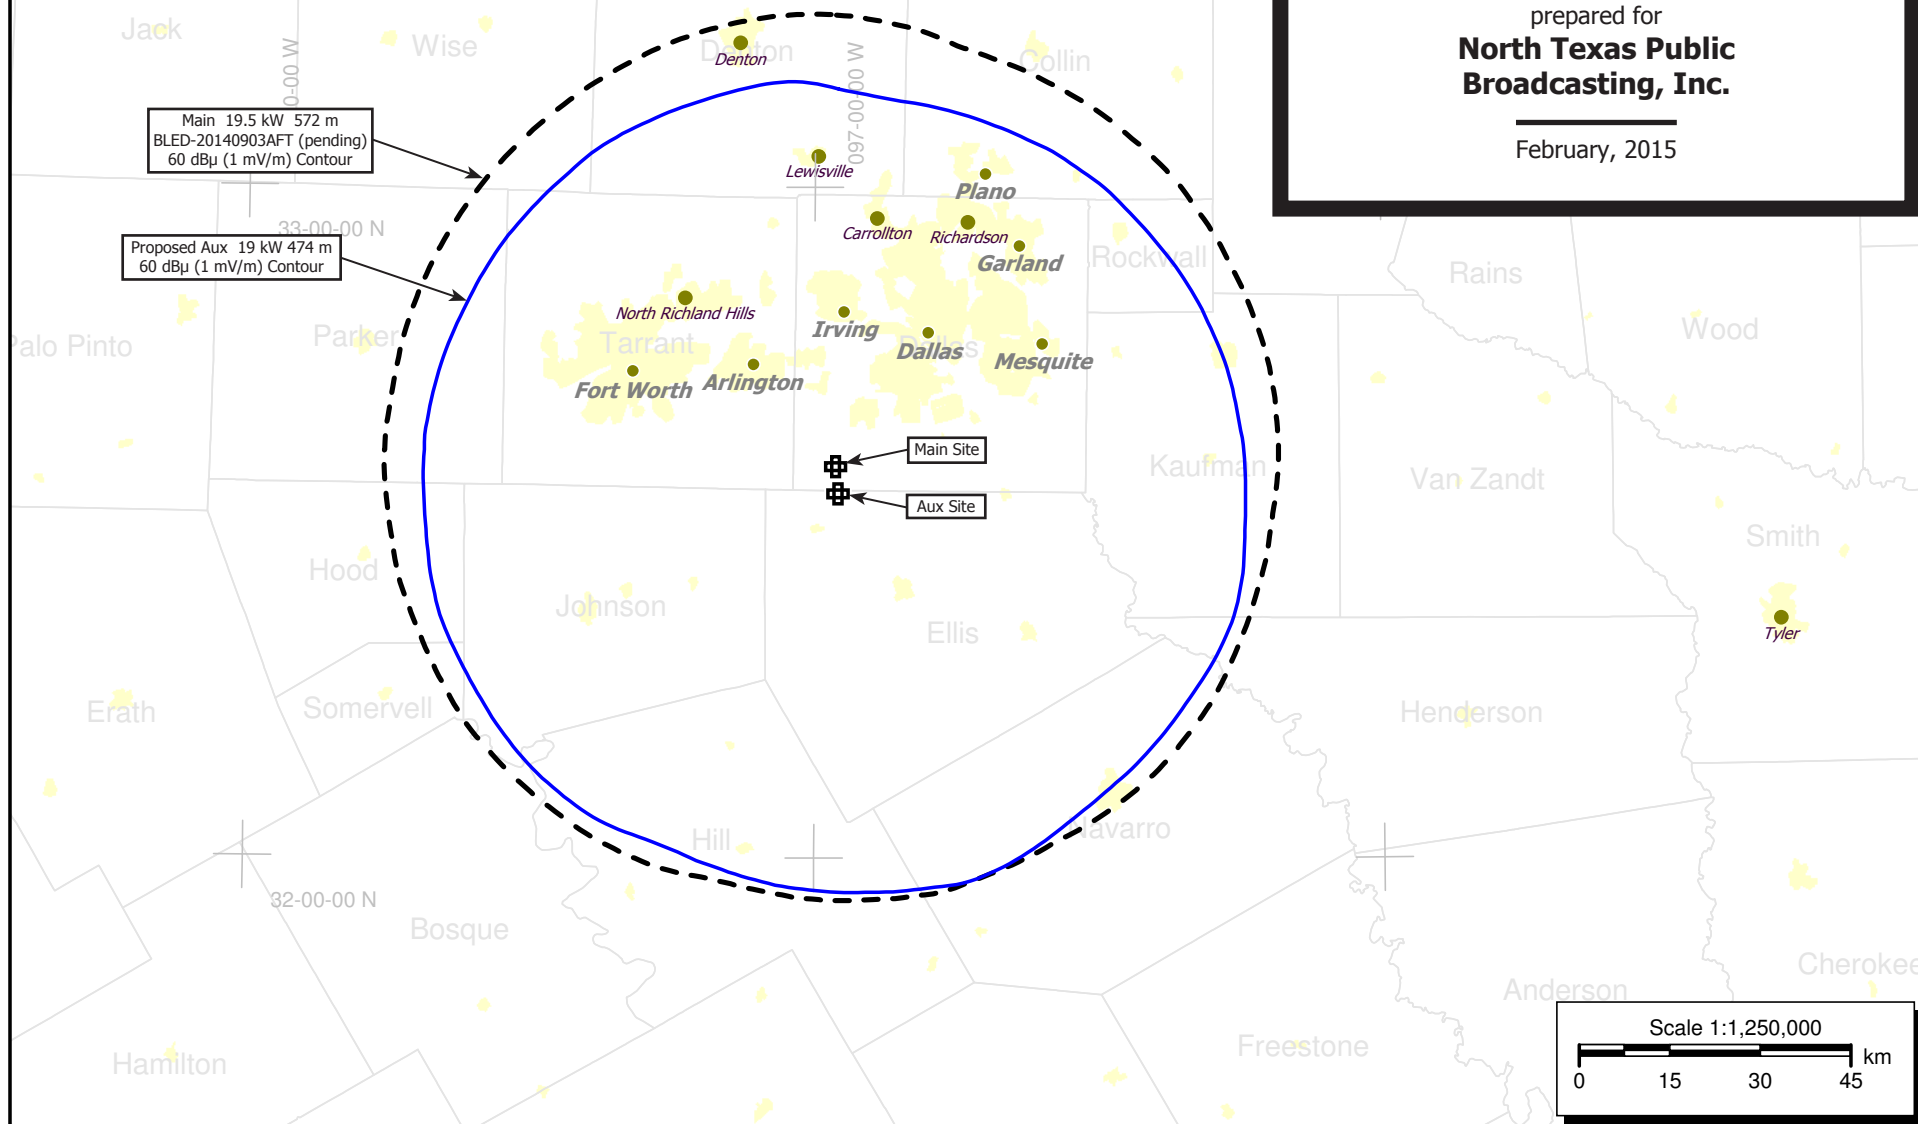 prepared for
North Texas Public
Broadcasting, Inc.
February, 2015
Jack
Wise
Denton
Denton
Collin
0-00 W
097-00-00 W
Main 19.5 kW 572 m
BLED-20140903AFT (pending)
60 dBµ (1 mV/m) Contour
Lewisville
Plano
33-00-00 N
Carrollton
Richardson
Proposed Aux 19 kW 474 m
60 dBµ (1 mV/m) Contour
Garland
Rockwall
Rains
North Richland Hills
Irving
Wood
Parker
Tarrant
Palo Pinto
Dallas
Dallas
Mesquite
Fort Worth
Arlington
Main Site
Kaufman
Van Zandt
Aux Site
Smith
Hood
Johnson
Ellis
Tyler
Erath
Somervell
Henderson
Hill
Navarro
32-00-00 N
Bosque
Cherokee
Anderson
Hamilton
Freestone
Scale 1:1,250,000
km
0 15 30 45